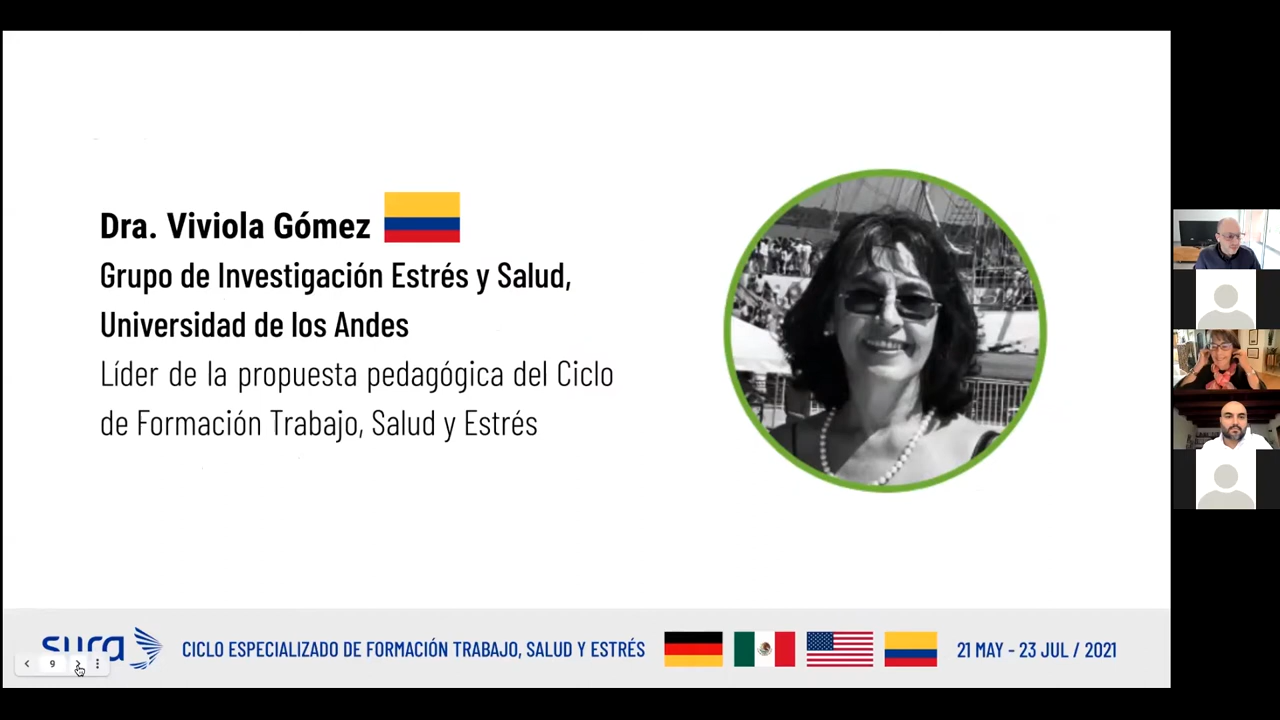 Dra. Viviola Gómez
Grupo de Investigación Estrés y Salud,
Universidad de los Andes
Líder de la propuesta pedagógica del Ciclo
de Formación Trabajo, Salud y Estrés
sura
CICLO ESPECIALIZADO DE FORMACIÓN TRABAJO, SALUD Y ESTRÉS
21 MAY - 23 JUL / 2021
9